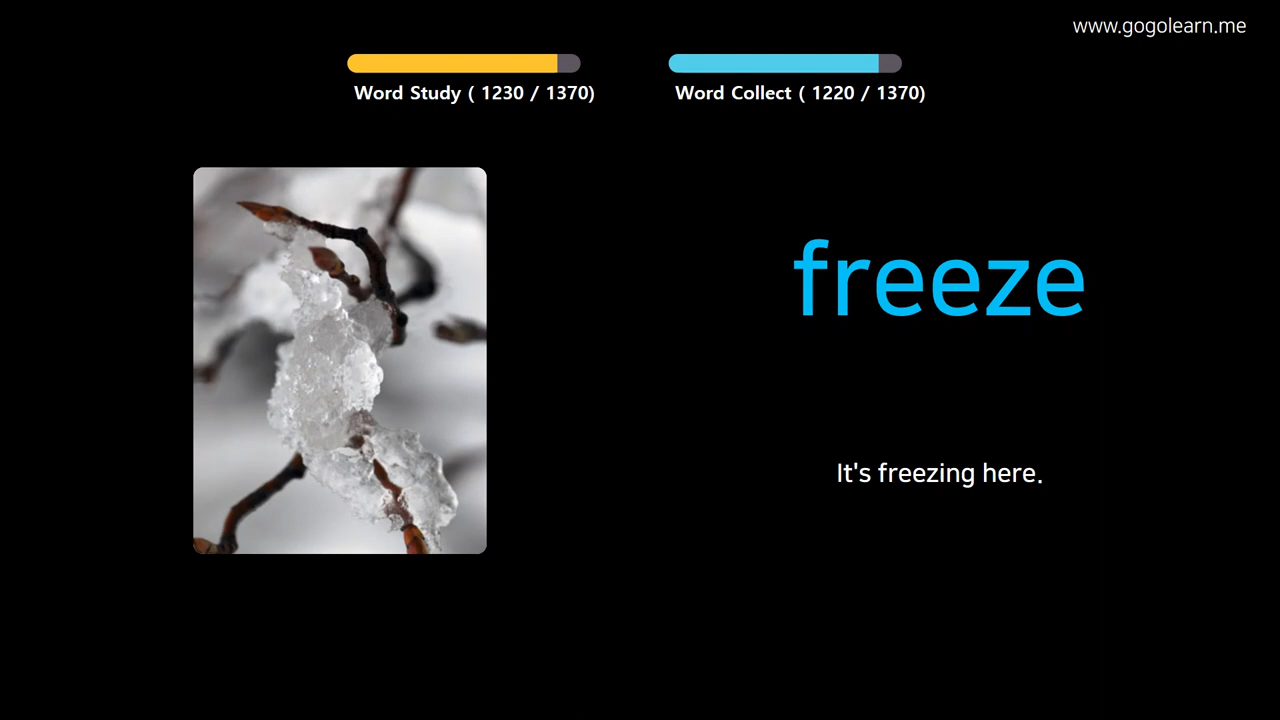 www.gogolearn.me
Word Study ( 1230 / 1370)
Word Collect ( 1220 / 1370)
freeze
It's freezing here.